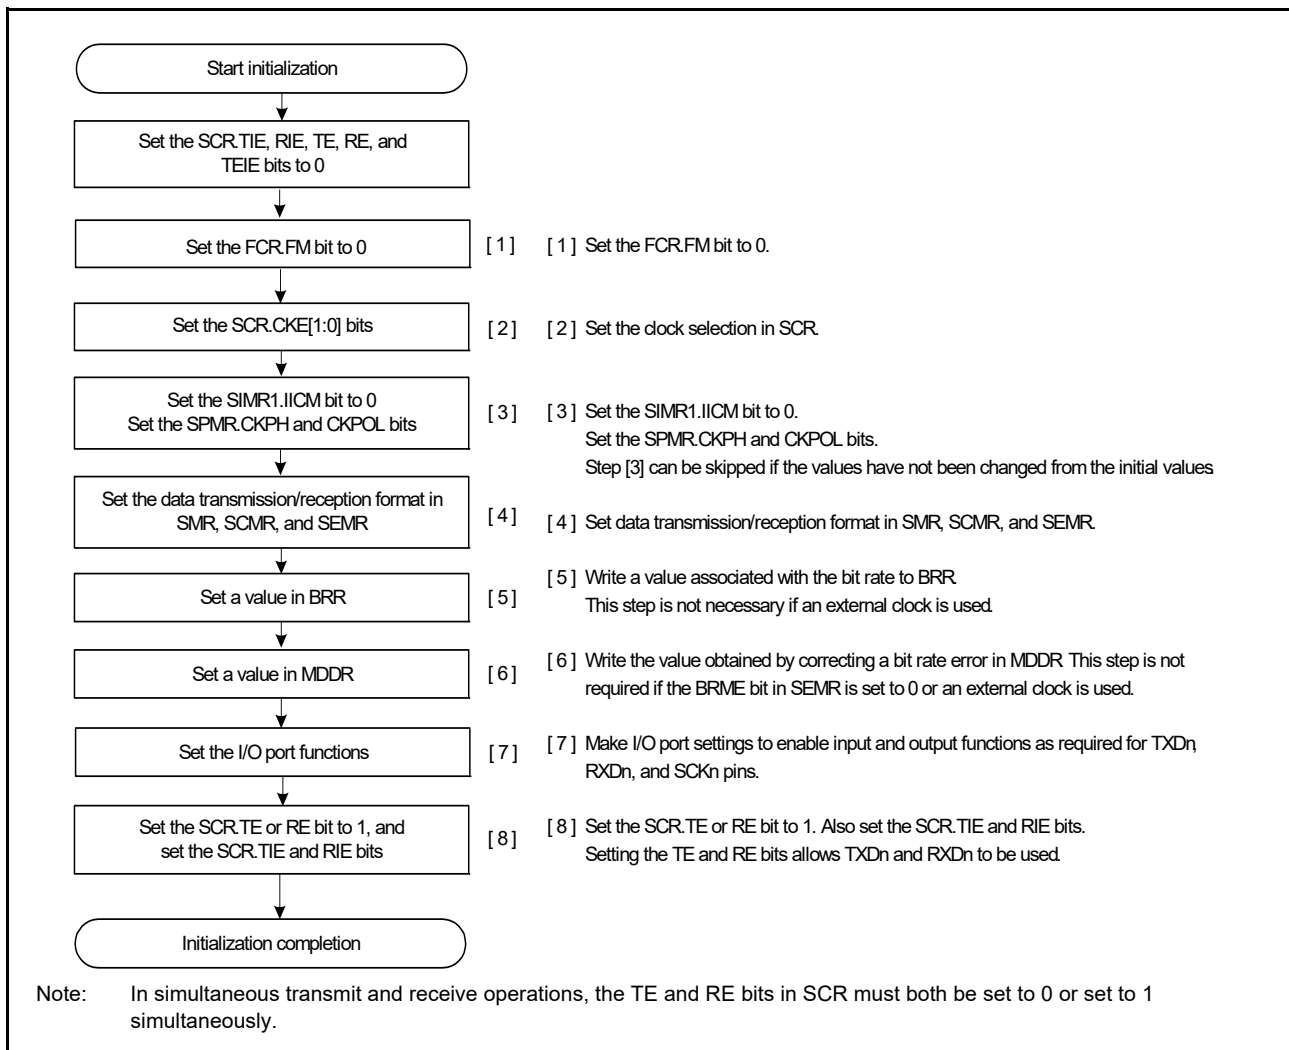 Start initialization
Set the SCR.TIE, RIE, TE, RE, and
TEIE bits to 0
Set the FCR.FM bit to 0
[1]
[1] Set the FCR.FM bit to 0.
Set the SCR.CKE[1:0] bits
[2]
[2] Set the clock selection in SCR.
Set the SIMR1.IICM bit to 0
Set the SPMR.CKPH and CKPOL bits
[3]
[3] Set the SIMR1.IICM bit to 0.
Set the SPMR.CKPH and CKPOL bits.
Step [3] can be skipped if the values have not been changed from the initial values.
Set the data transmission/reception format in
SMR, SCMR, and SEMR
[4]
[4] Set data transmission/reception format in SMR, SCMR, and SEMR.
Set a value in BRR
[5]
[5] Write a value associated with the bit rate to BRR.
This step is not necessary if an external clock is used.
Set a value in MDDR
[6]
[6] Write the value obtained by correcting a bit rate error in MDDR. This step is not
required if the BRME bit in SEMR is set to 0 or an external clock is used.
Set the I/O port functions
[7]
[7] Make I/O port settings to enable input and output functions as required for TXDn,
RXDn, and SCKn pins.
Set the SCR.TE or RE bit to 1, and
set the SCR.TIE and RIE bits
[8]
[8] Set the SCR.TE or RE bit to 1. Also set the SCR.TIE and RIE bits.
Setting the TE and RE bits allows TXDn and RXDn to be used.
Initialization completion
Note: In simultaneous transmit and receive operations, the TE and RE bits in SCR must both be set to 0 or set to 1
simultaneously.